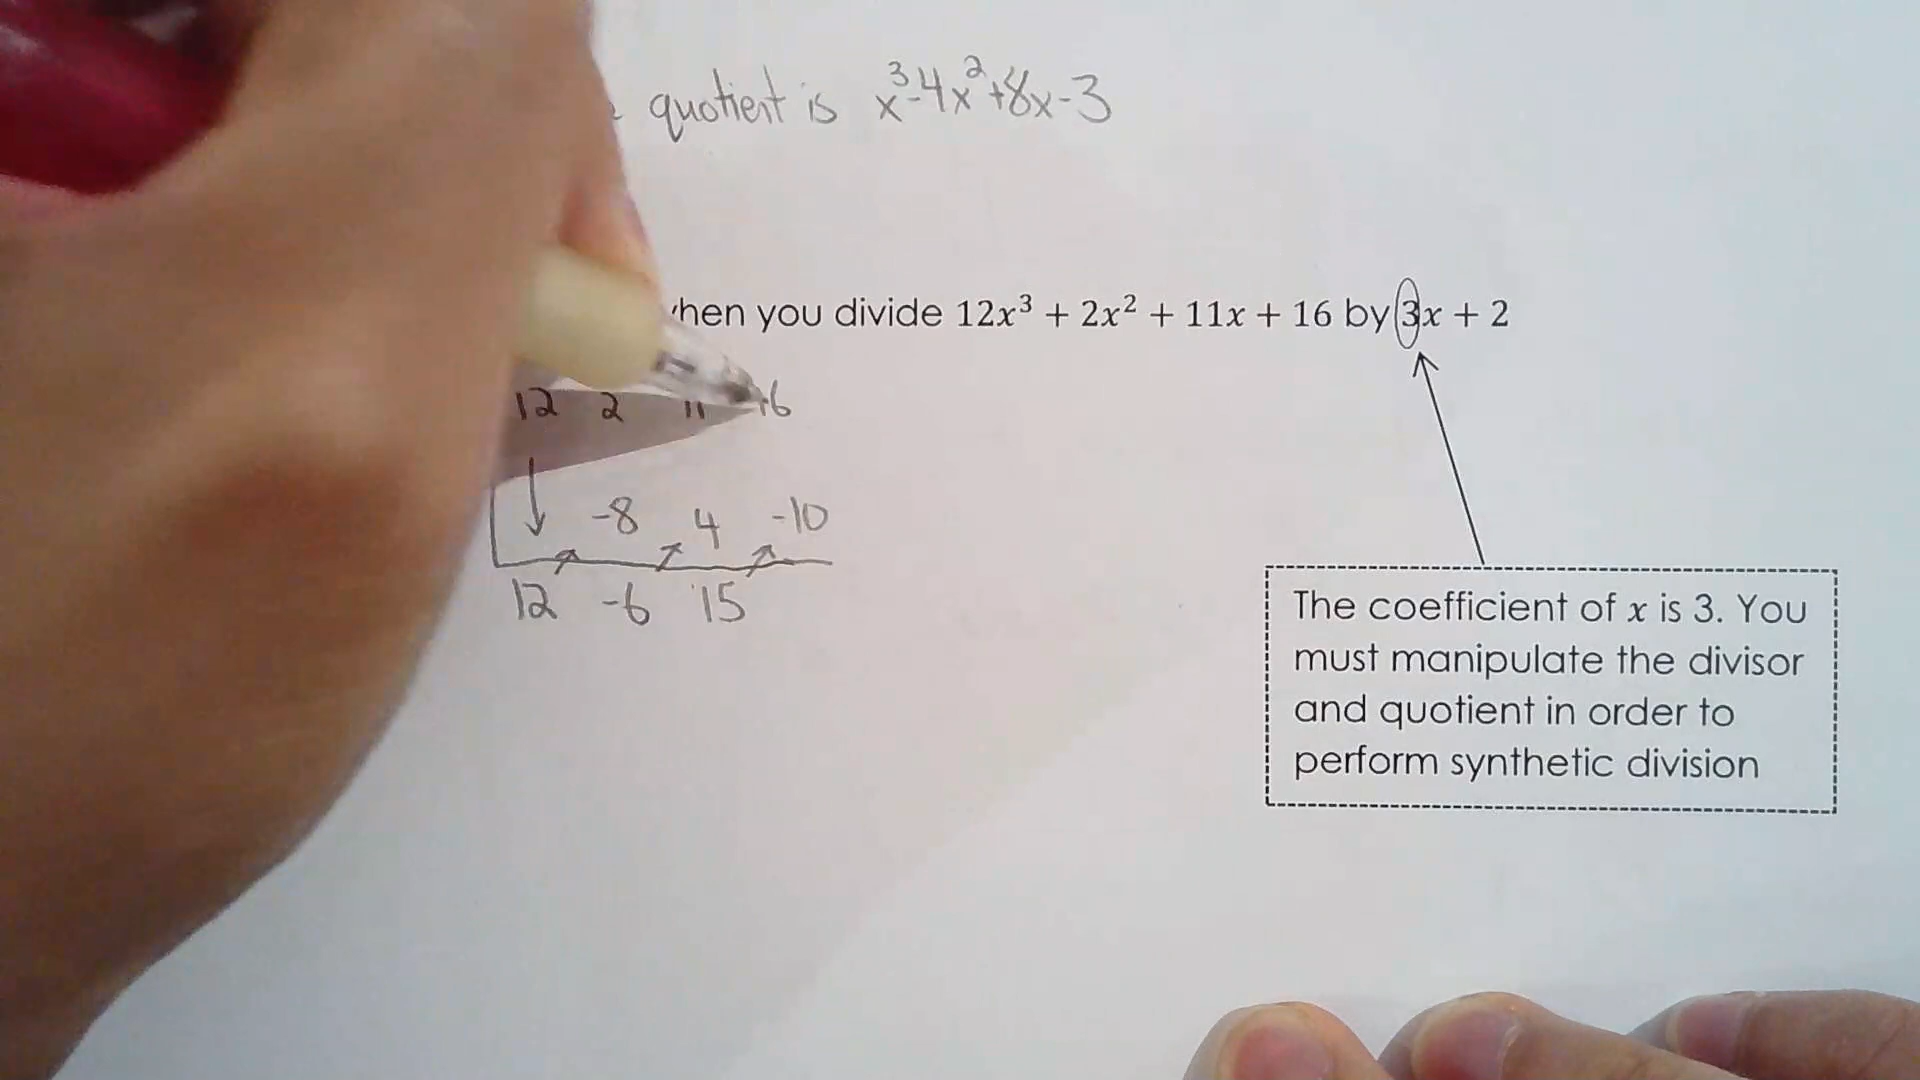 quotient is x³-4x²+8x-3
when you divide 12x³ + 2x² + 11x + 16 by 3x + 2
12 2 11 16
-8 4 -10
12 -6 15
The coefficient of x is 3. You
must manipulate the divisor
and quotient in order to
perform synthetic division